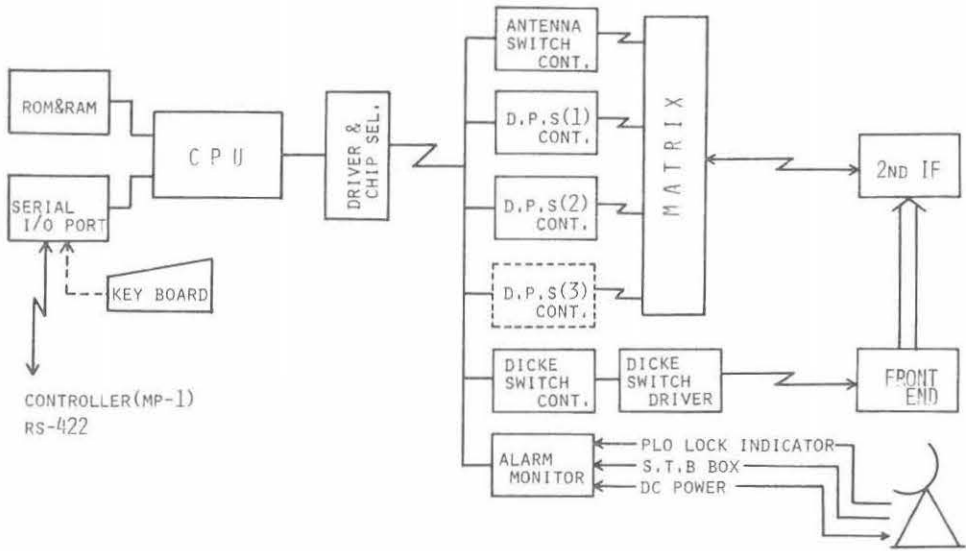 ROM&RAM
SERIAL
I/O PORT
KEY BOARD
CONTROLLER(MP-1)
RS-422
CPU
DRIVER &
CHIP SEL.
ANTENNA
SWITCH
CONT.
D.P.S(1)
CONT.
D.P.S(2)
CONT.
D.P.S(3)
CONT.
DICKE
SWITCH
CONT.
DICKE
SWITCH
DRIVER
ALARM
MONITOR
MATRIX
2ND IF
FRONT
END
PLO LOCK INDICATOR
S.T.B BOX
DC POWER